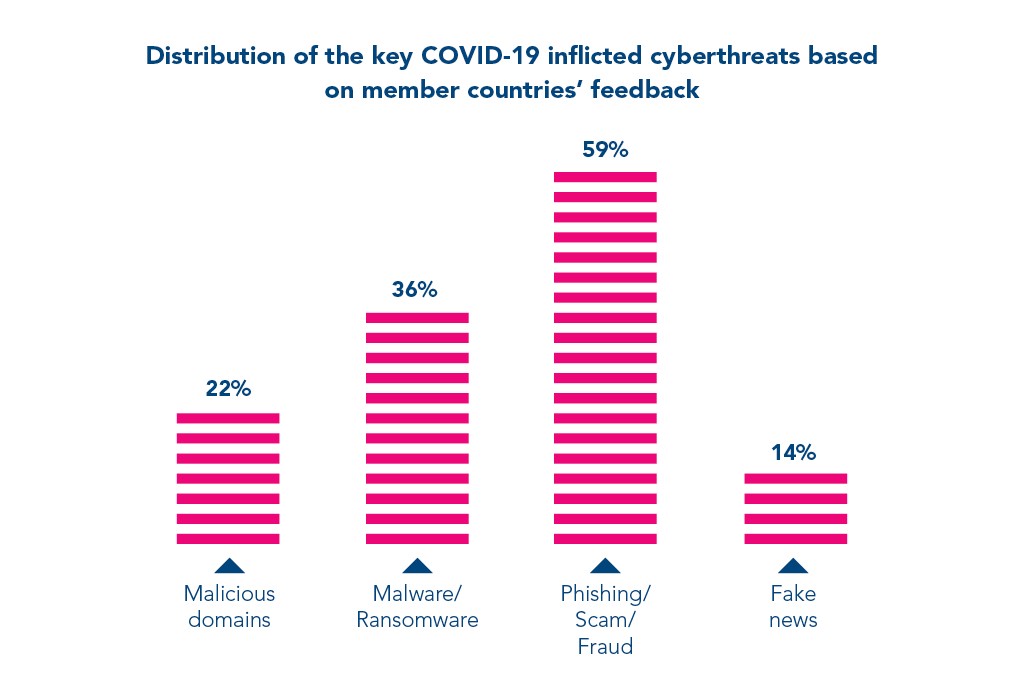 Distribution of the key COVID-19 inflicted cyberthreats based
on member countries’ feedback
59%
36%
22%
14%
Malicious
domains
Malware/
Ransomware
Phishing/
Scam/
Fraud
Fake
news